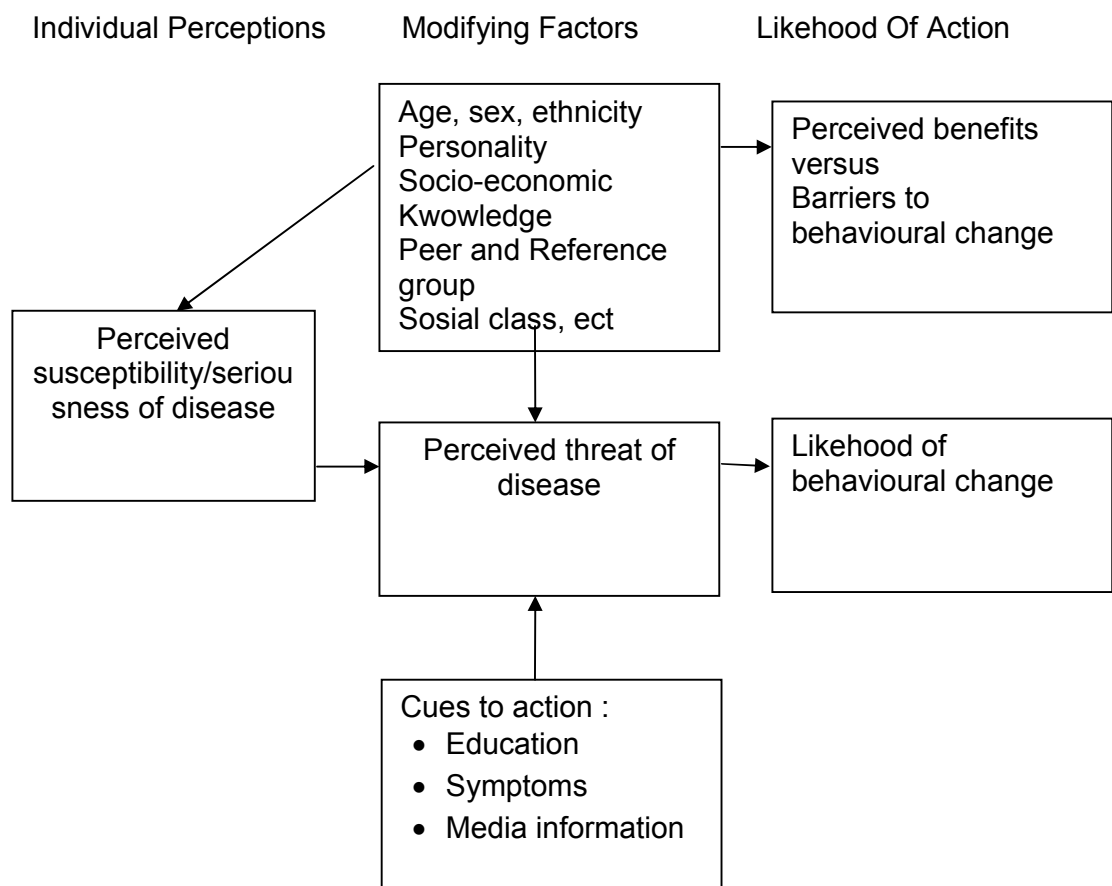 Individual Perceptions
Modifying Factors
Likehood Of Action
Age, sex, ethnicity
Personality
Socio-economic
Kwowledge
Peer and Reference
group
Sosial class, ect
Perceived benefits
versus
Barriers to
behavioural change
Perceived
susceptibility/seriou
sness of disease
Perceived threat of
disease
Likehood of
behavioural change
Cues to action :
• Education
• Symptoms
• Media information